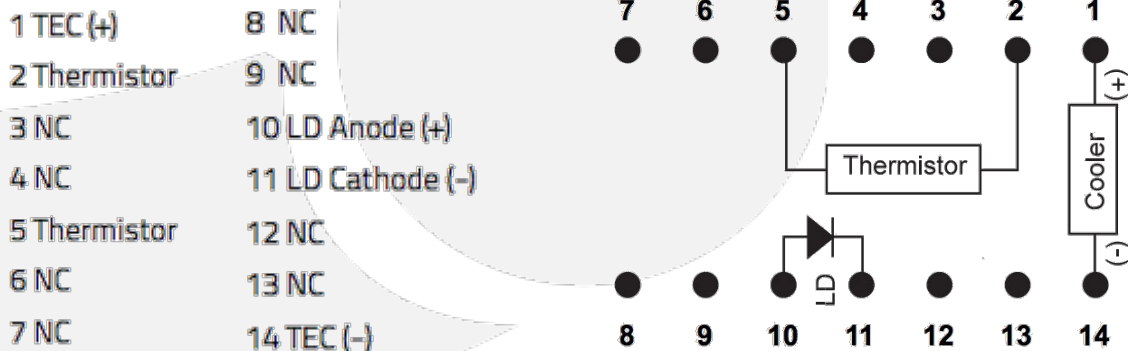 1 TEC (+)
2 Thermistor
3 NC
4 NC
5 Thermistor
6 NC
7 NC
8 NC
9 NC
10 LD Anode (+)
11 LD Cathode (-)
12 NC
13 NC
14 TEC (-)
7 6 5 4 3 2 1
(+)
Thermistor
Cooler
(-)
LD
8 9 10 11 12 13 14